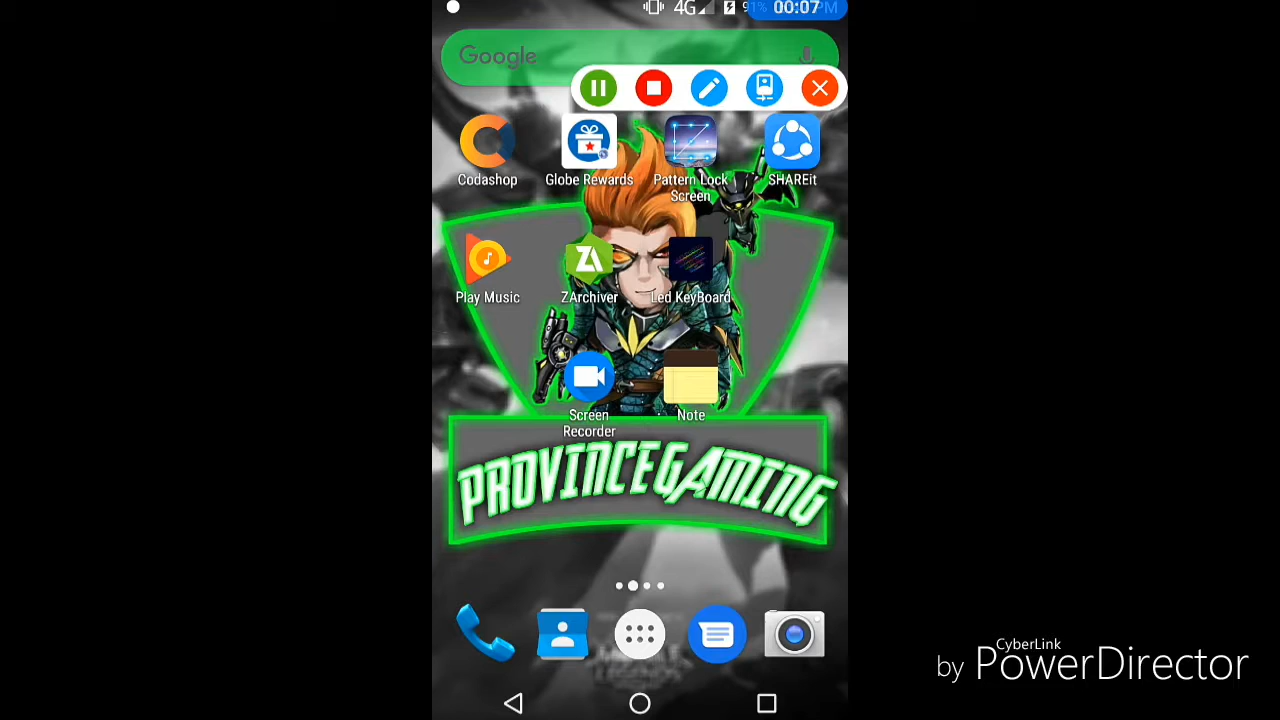 4G 00:07
Google
Codashop
Globe Rewards
Pattern Lock
Screen
SHAREit
Play Music
ZArchiver
Led KeyBoard
Screen
Recorder
Note
PROVINCEGAMING
CyberLink
by PowerDirector